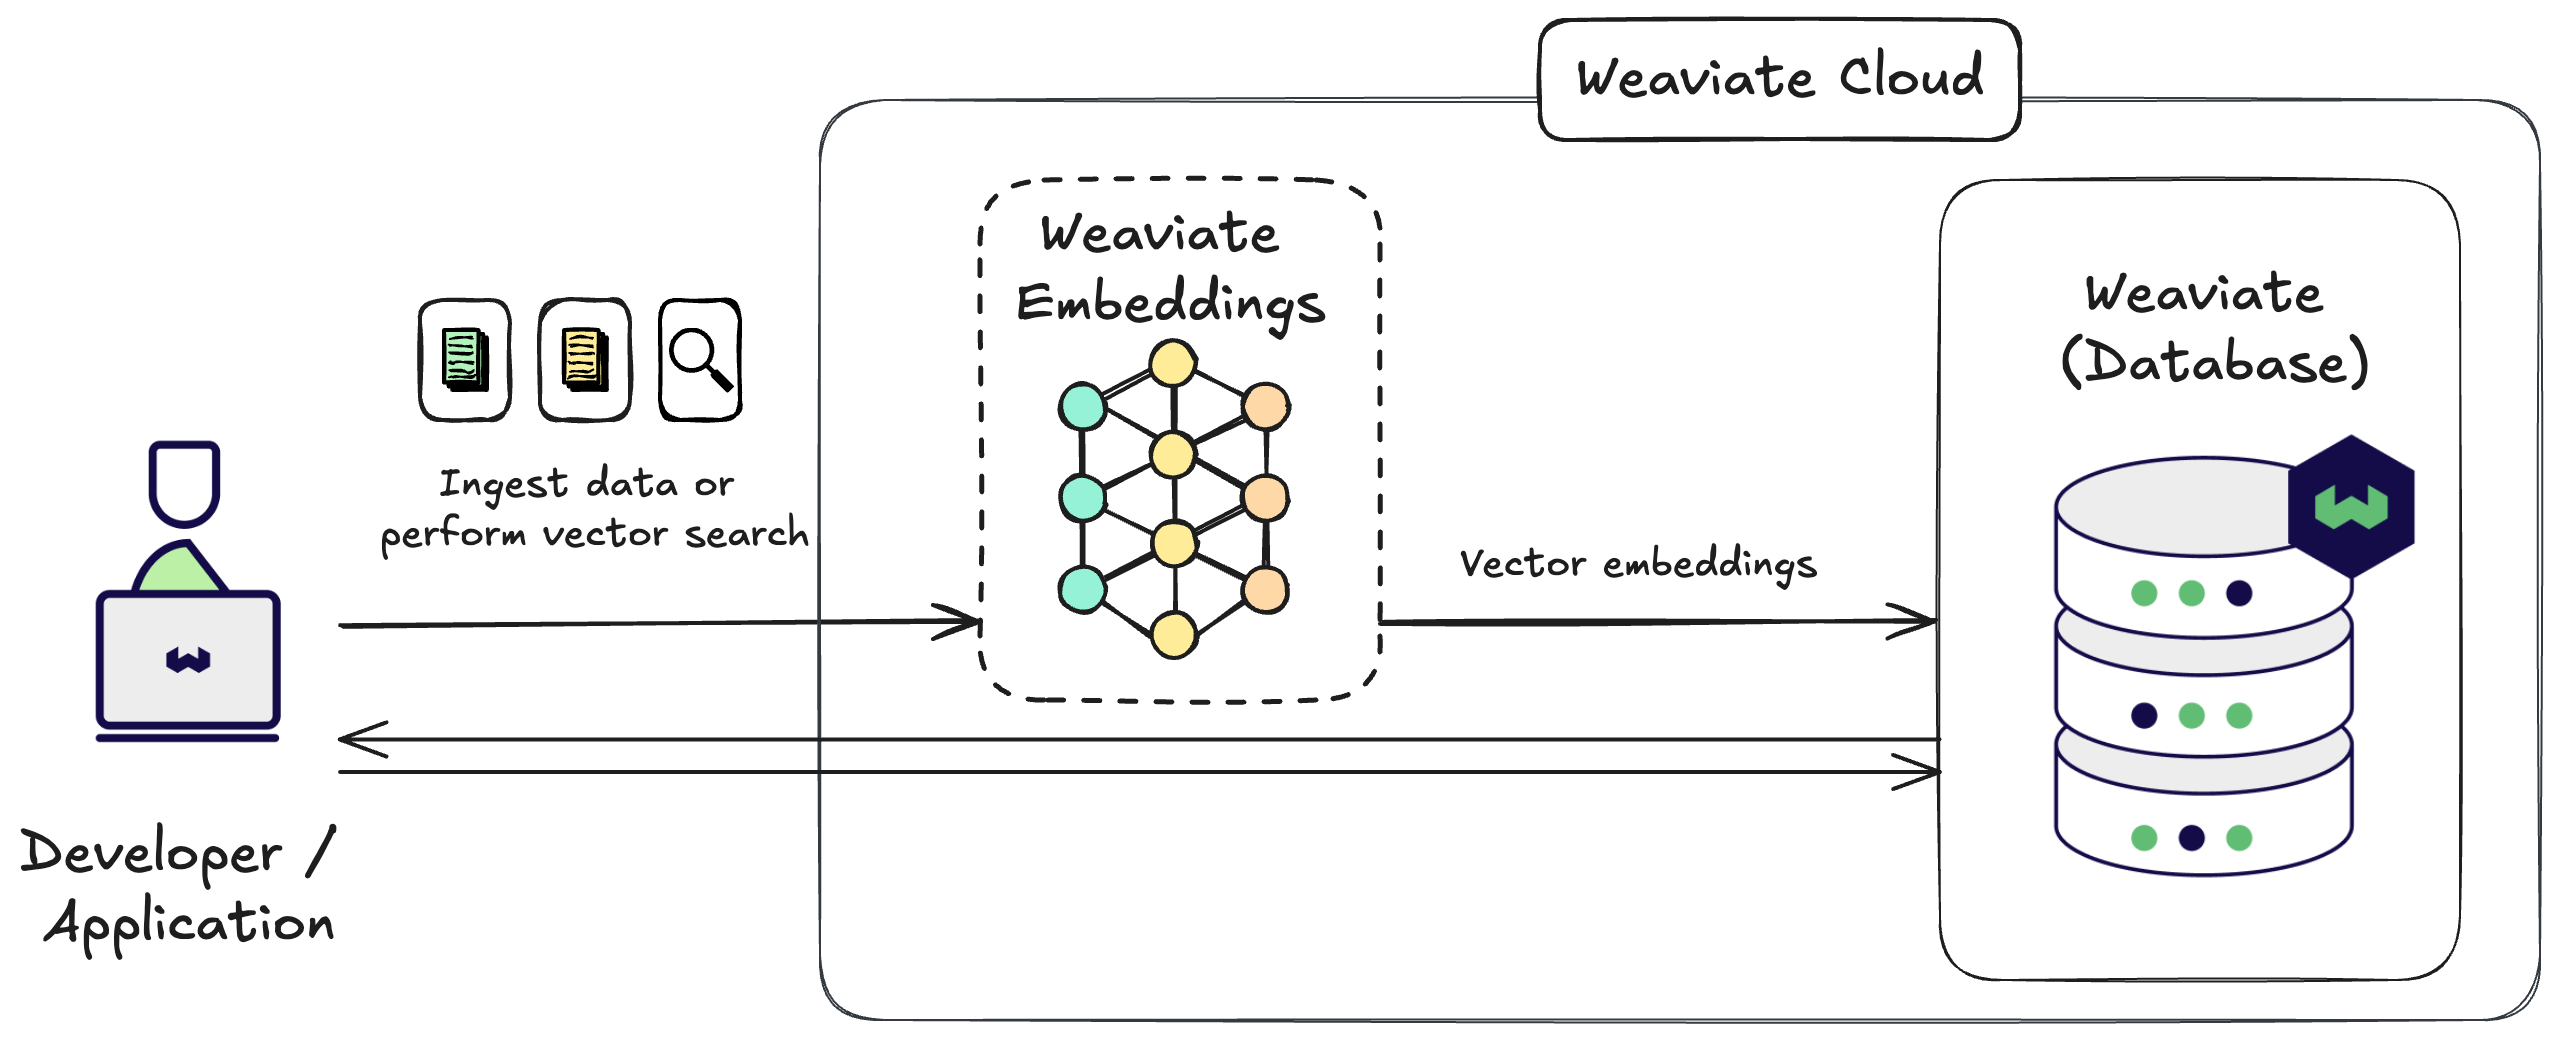 Weaviate Cloud
Weaviate
Embeddings
Weaviate
(Database)
Ingest data or
perform vector search
Vector embeddings
Developer /
Application